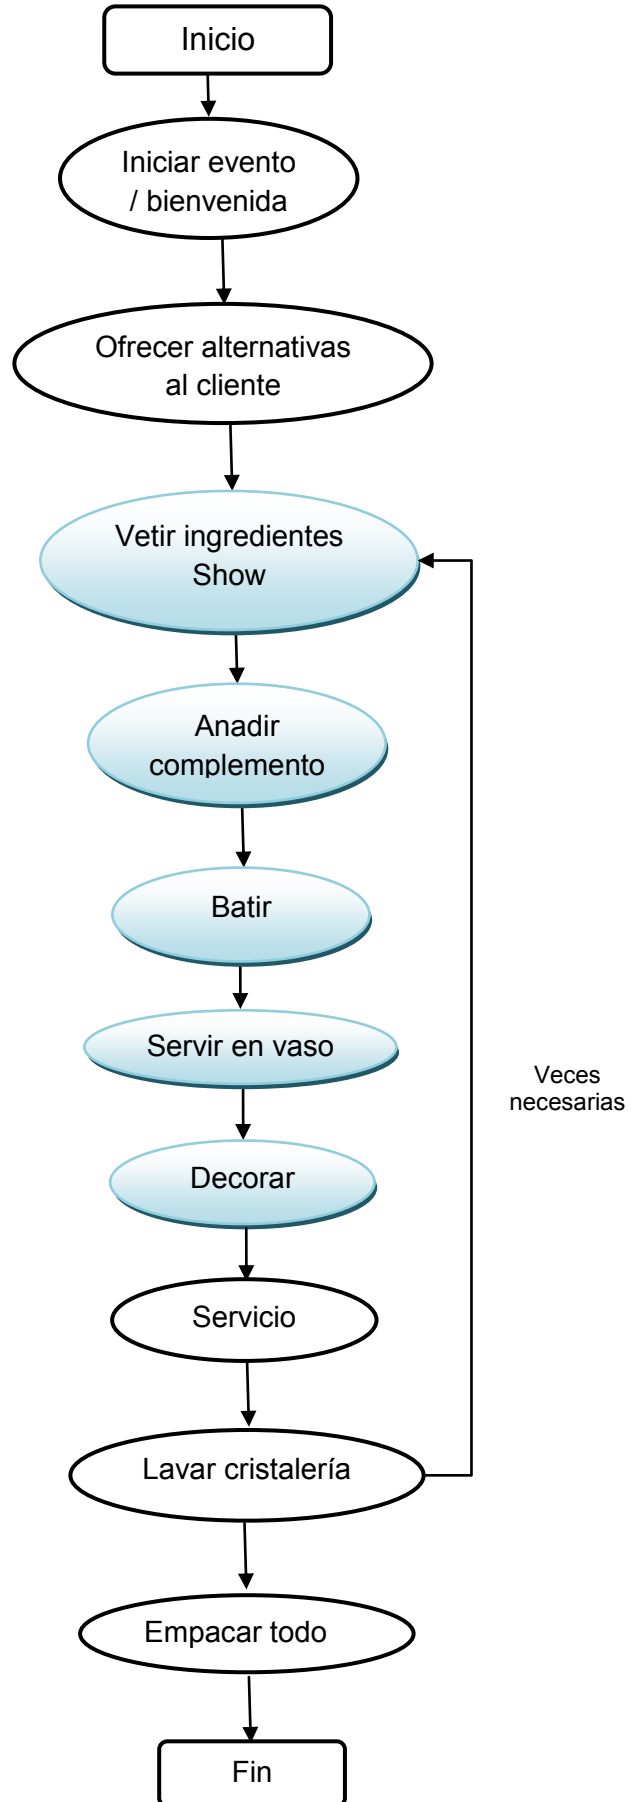 Inicio
Iniciar evento
/ bienvenida
Ofrecer alternativas
al cliente
Vetir ingredientes
Show
Anadir
complemento
Batir
Servir en vaso
Veces
necesarias
Decorar
Servicio
Lavar cristalería
Empacar todo
Fin